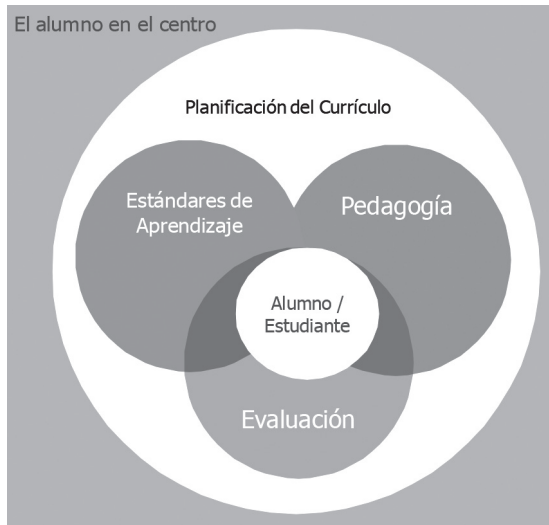 El alumno en el centro
Planificación del Currículo
Estándares de
Aprendizaje
Pedagogía
Alumno /
Estudiante
Evaluación